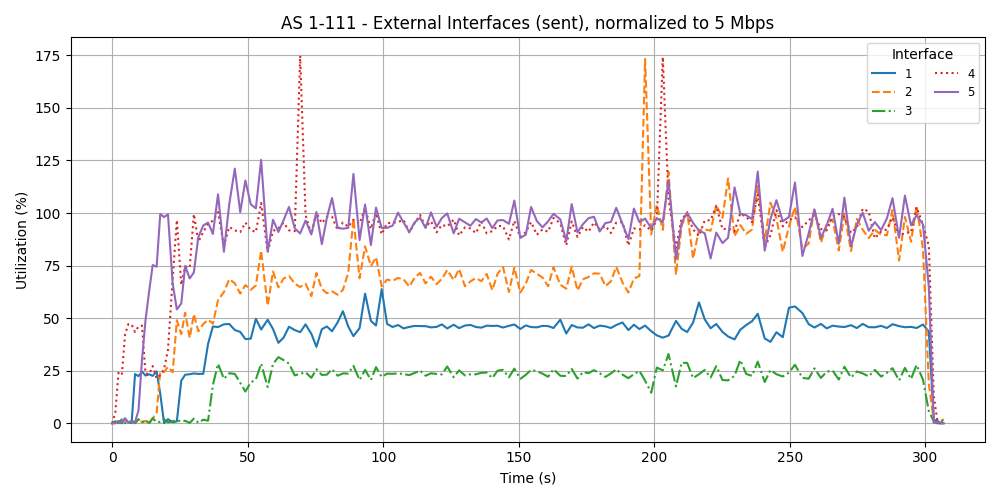 AS 1-111 - External Interfaces (sent), normalized to 5 Mbps
Utilization (%)
175
150
125
100
75
50
25
0
0 50 100 150 200 250 300
Time (s)
Interface
1 4
2 5
3